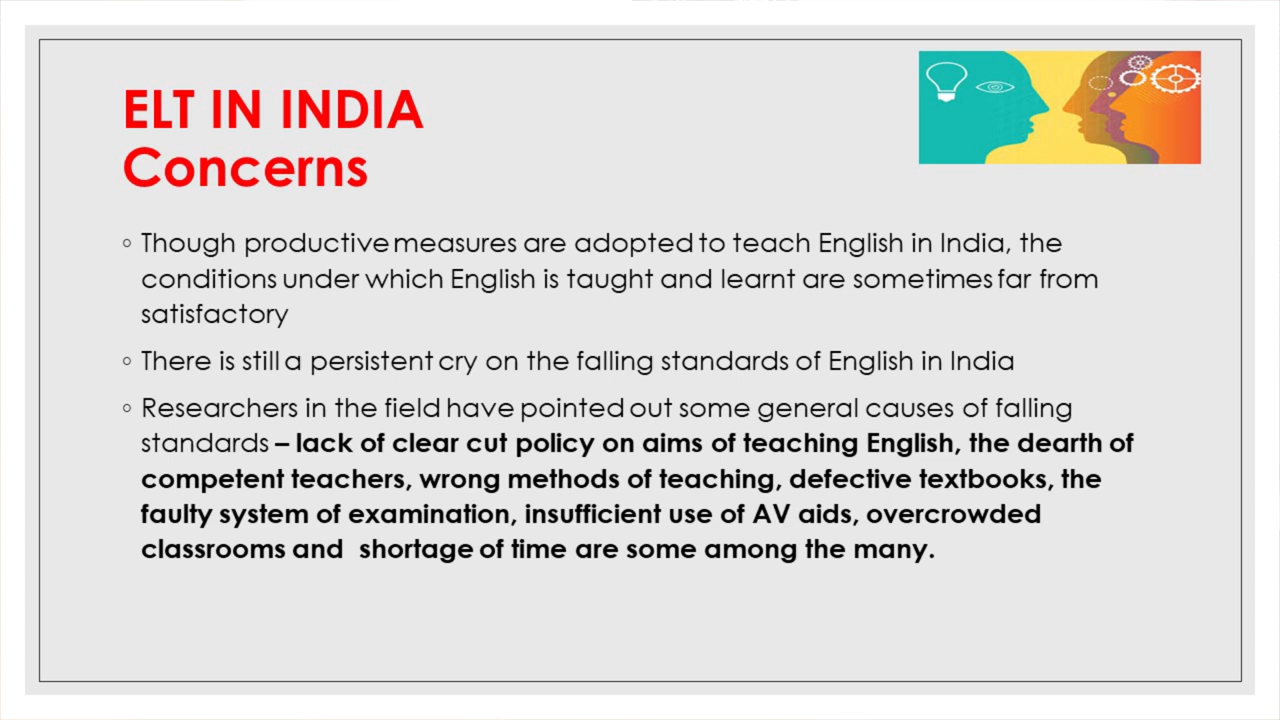 ELT IN INDIA
Concerns
◦ Though productive measures are adopted to teach English in India, the
conditions under which English is taught and learnt are sometimes far from
satisfactory
◦ There is still a persistent cry on the falling standards of English in India
◦ Researchers in the field have pointed out some general causes of falling
standards – lack of clear cut policy on aims of teaching English, the dearth of
competent teachers, wrong methods of teaching, defective textbooks, the
faulty system of examination, insufficient use of AV aids, overcrowded
classrooms and shortage of time are some among the many.